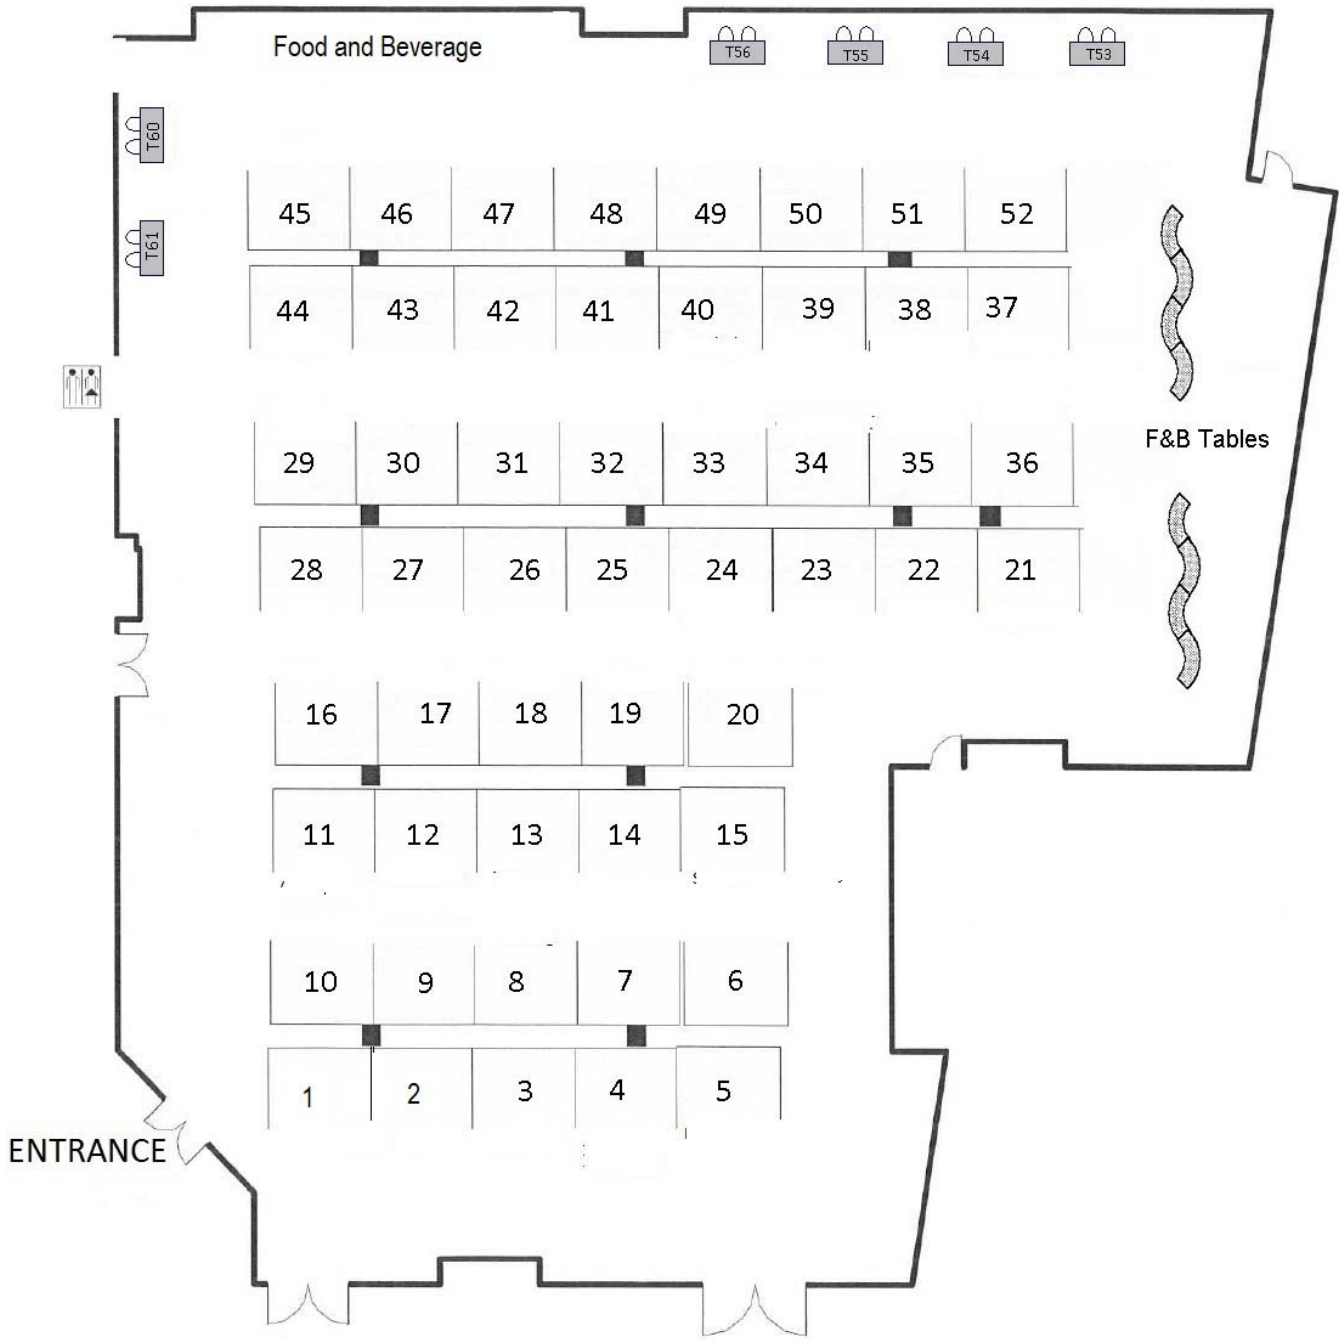 Food and Beverage
T56 T55 T54 T53
T60
T61
45 46 47 48 49 50 51 52
44 43 42 41 40 39 38 37
F&B Tables
29 30 31 32 33 34 35 36
28 27 26 25 24 23 22 21
16 17 18 19 20
11 12 13 14 15
10 9 8 7 6
1 2 3 4 5
ENTRANCE